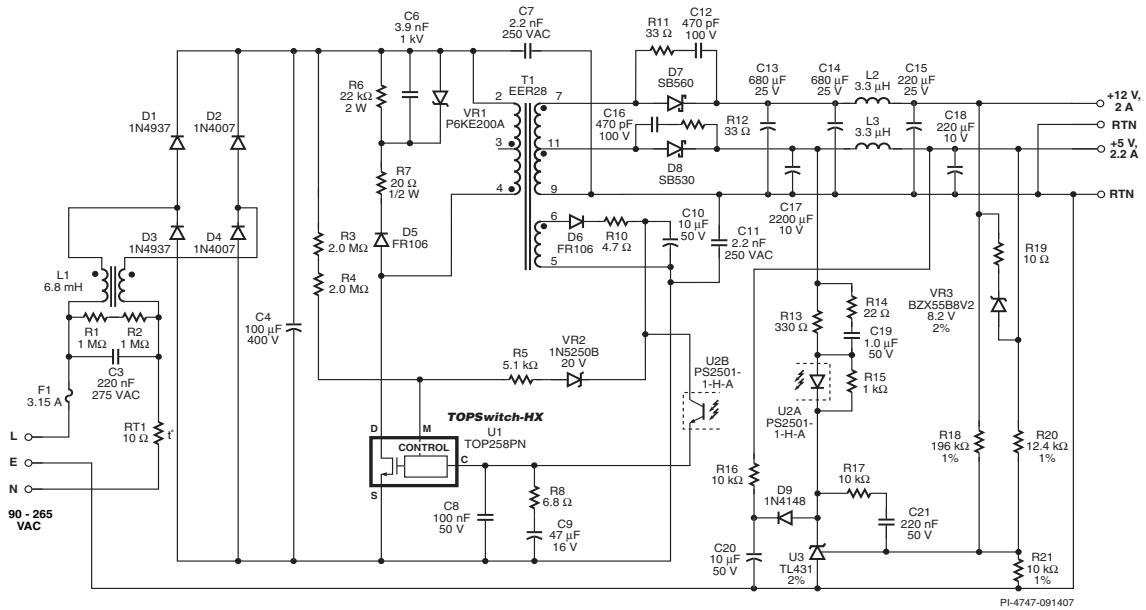 C6
3.9 nF
1 kV
C7
2.2 nF
250 VAC
R11
33 Ω
C12
470 pF
100 V
D7
SB560
C13
680 µF
25 V
C14
680 µF
25 V
L2
3.3 µH
C15
220 µF
25 V
+12 V,
2 A
RTN
+5 V,
2.2 A
RTN
D1
1N4937
D2
1N4007
R6
22 kΩ
2 W
VR1
P6KE200A
T1
EER28
2
3
4
7
11
9
6
5
C16
470 pF
100 V
R12
33 Ω
D8
SB530
L3
3.3 µH
C18
220 µF
10 V
R7
20 Ω
1/2 W
D5
FR106
D3
1N4937
D4
1N4007
L1
6.8 mH
R1
1 MΩ
R2
1 MΩ
C3
220 nF
275 VAC
F1
3.15 A
RT1
10 Ω
t°
L
E
N
90 - 265
VAC
C4
100 µF
400 V
R3
2.0 MΩ
R4
2.0 MΩ
D6
FR106
R10
4.7 Ω
C10
10 µF
50 V
C11
2.2 nF
250 VAC
C17
2200 µF
10 V
R5
5.1 kΩ
VR2
1N5250B
20 V
U2B
PS2501-
1-H-A
R13
330 Ω
R14
22 Ω
C19
1.0 µF
50 V
R15
1 kΩ
U2A
PS2501-
1-H-A
VR3
BZX55B8V2
8.2 V
2%
R19
10 Ω
TOPSwitch-HX
U1
TOP258PN
D
M
CONTROL
C
S
C8
100 nF
50 V
R8
6.8 Ω
C9
47 µF
16 V
R16
10 kΩ
D9
1N4148
R17
10 kΩ
C21
220 nF
50 V
C20
10 µF
50 V
U3
TL431
2%
R18
196 kΩ
1%
R20
12.4 kΩ
1%
R21
10 kΩ
1%
PI-4747-091407